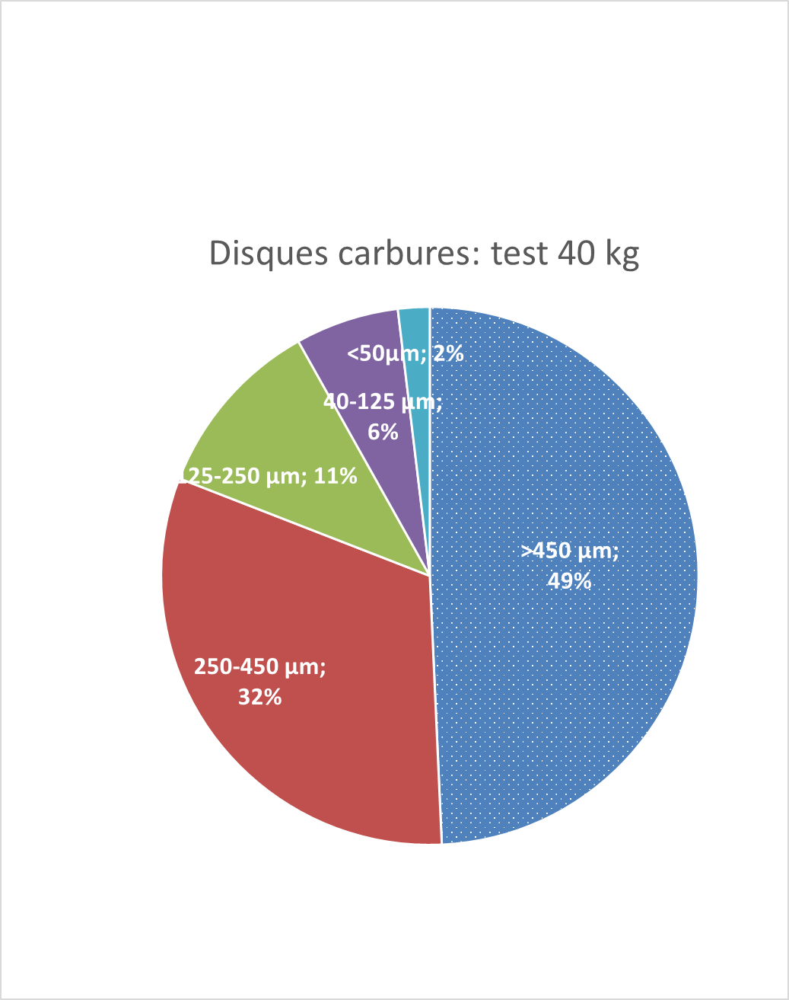 Disques carbures: test 40 kg
<50µm; 2%
40-125 µm;
6%
125-250 µm; 11%
>450 µm;
49%
250-450 µm;
32%